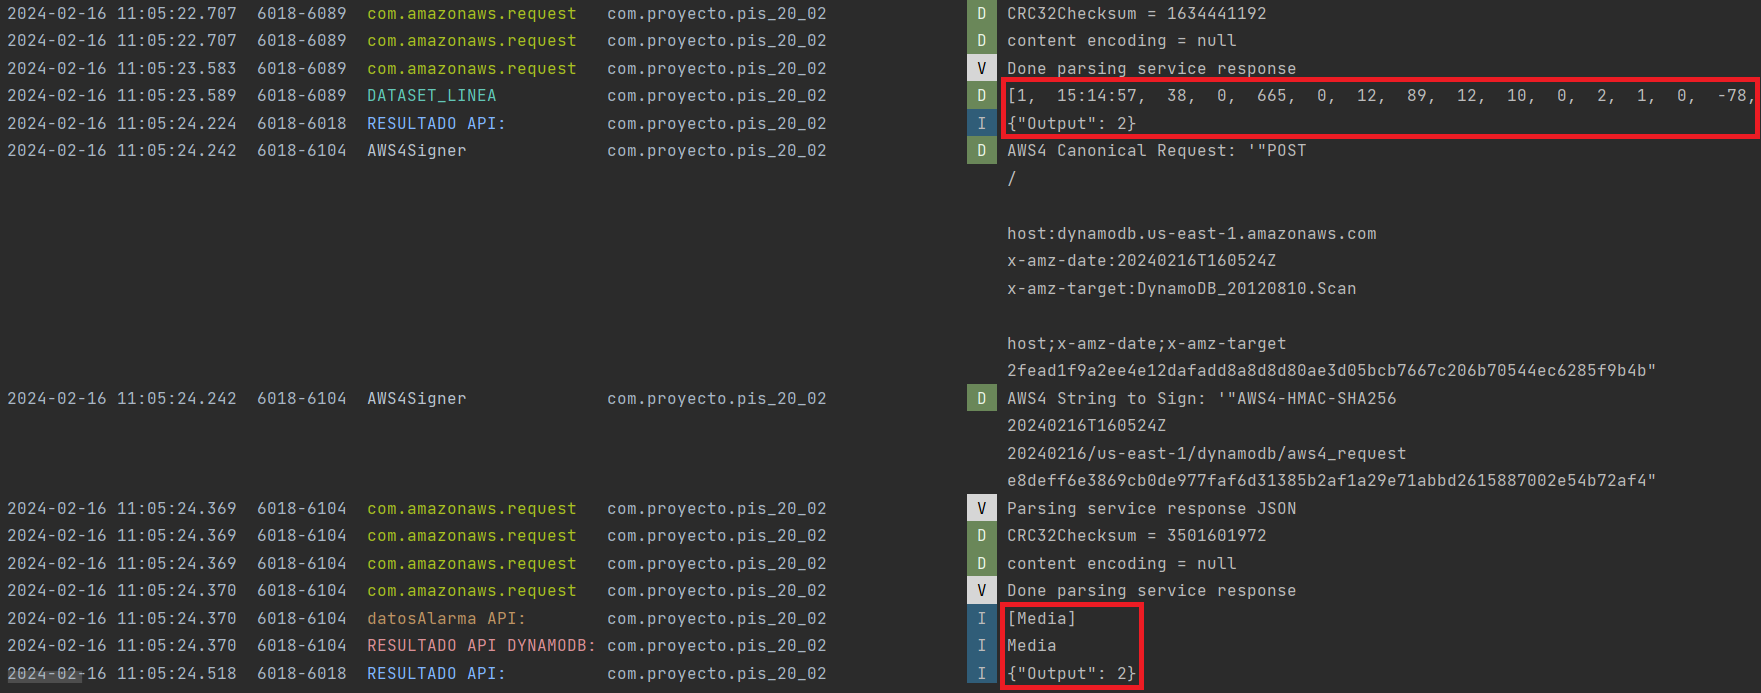 2024-02-16 11:05:22.707 6018-6089 com.amazonaws.request com.proyecto.pis_20_02 D CRC32Checksum = 1634441192
2024-02-16 11:05:22.707 6018-6089 com.amazonaws.request com.proyecto.pis_20_02 D content encoding = null
2024-02-16 11:05:23.583 6018-6089 com.amazonaws.request com.proyecto.pis_20_02 V Done parsing service response
2024-02-16 11:05:23.589 6018-6089 DATASET_LINEA com.proyecto.pis_20_02 D [1, 15:14:57, 38, 0, 665, 0, 12, 89, 12, 10, 0, 2, 1, 0, -78,
2024-02-16 11:05:24.224 6018-6018 RESULTADO API: com.proyecto.pis_20_02 I {"Output": 2}
2024-02-16 11:05:24.242 6018-6104 AWS4Signer com.proyecto.pis_20_02 D AWS4 Canonical Request: '"POST
/
host:dynamodb.us-east-1.amazonaws.com
x-amz-date:20240216T160524Z
x-amz-target:DynamoDB_20120810.Scan
host;x-amz-date;x-amz-target
2fead1f9a2ee4e12dafadd8a8d8d80ae3d05bcb7667c206b70544ec6285f9b4b"
2024-02-16 11:05:24.242 6018-6104 AWS4Signer com.proyecto.pis_20_02 D AWS4 String to Sign: '"AWS4-HMAC-SHA256
20240216T160524Z
20240216/us-east-1/dynamodb/aws4_request
e8deff6e3869cb0de977faf6d31385b2af1a29e71abbd2615887002e54b72af4"
2024-02-16 11:05:24.369 6018-6104 com.amazonaws.request com.proyecto.pis_20_02 V Parsing service response JSON
2024-02-16 11:05:24.369 6018-6104 com.amazonaws.request com.proyecto.pis_20_02 D CRC32Checksum = 3501601972
2024-02-16 11:05:24.369 6018-6104 com.amazonaws.request com.proyecto.pis_20_02 D content encoding = null
2024-02-16 11:05:24.370 6018-6104 com.amazonaws.request com.proyecto.pis_20_02 V Done parsing service response
2024-02-16 11:05:24.370 6018-6104 datosAlarma API: com.proyecto.pis_20_02 I [Media]
2024-02-16 11:05:24.370 6018-6104 RESULTADO API DYNAMODB: com.proyecto.pis_20_02 I Media
2024-02-16 11:05:24.518 6018-6018 RESULTADO API: com.proyecto.pis_20_02 I {"Output": 2}